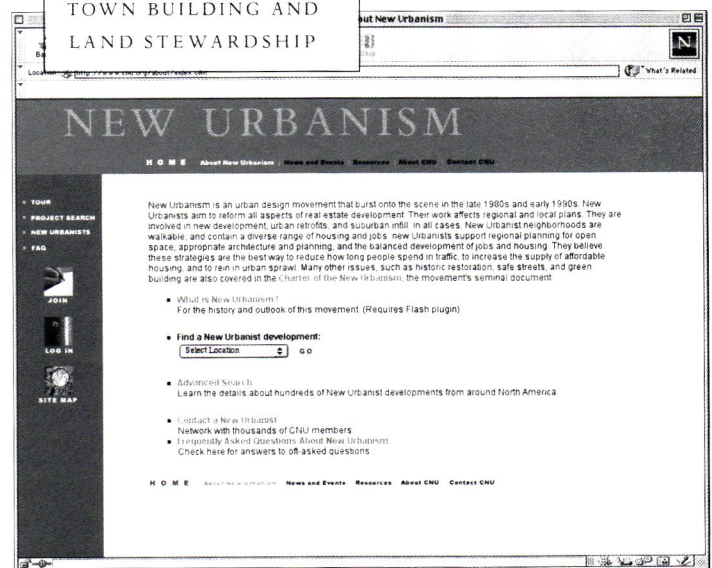 TOWN BUILDING AND
LAND STEWARDSHIP
out New Urbanism
N
Location
What's Related
NEW URBANISM
HOME About New Urbanism News and Events Resources About CNU Contact CNU
TOUR
PROJECT SEARCH
NEW URBANISTS
FAQ
JOIN
LOG IN
SITE MAP
New Urbanism is an urban design movement that burst onto the scene in the late 1980s and early 1990s. New
Urbanists aim to reform all aspects of real estate development. Their work affects regional and local plans. They are
involved in new development, urban retrofits, and suburban infill. In all cases, New Urbanist neighborhoods are
walkable, and contain a diverse range of housing and jobs. new Urbanists support regional planning for open
space, appropriate architecture and planning, and the balanced development of jobs and housing. They believe
these strategies are the best way to reduce how long people spend in traffic, to increase the supply of affordable
housing, and to rein in urban sprawl. Many other issues, such as historic restoration, safe streets, and green
building are also covered in the Charter of the New Urbanism, the movement's seminal document
What is New Urbanism?
For the history and outlook of this movement. (Requires Flash plugin)
Find a New Urbanist development:
Select Location GO
Advanced Search
Learn the details about hundreds of New Urbanist developments from around North America.
Contact a New Urbanist
Network with thousands of CNU members
Frequently Asked Questions About New Urbanism
Check here for answers to oft-asked questions
HOME About New Urbanism News and Events Resources About CNU Contact CNU